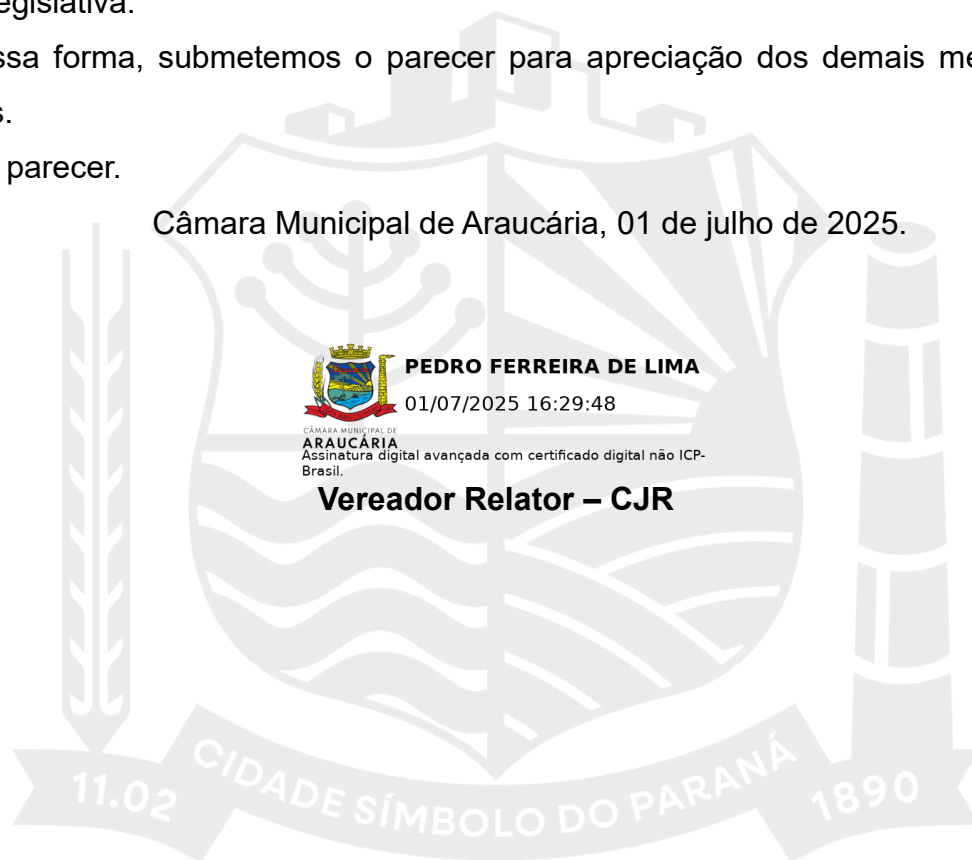 egislativa.
ssa forma, submetemos o parecer para apreciação dos demais me
s.
parecer.
Câmara Municipal de Araucária, 01 de julho de 2025.
PEDRO FERREIRA DE LIMA
01/07/2025 16:29:48
CÂMARA MUNICIPAL DE
ARAUCÁRIA
Assinatura digital avançada com certificado digital não ICP-
Brasil.
Vereador Relator – CJR
11.02 CIDADE SÍMBOLO DO PARANÁ 1890